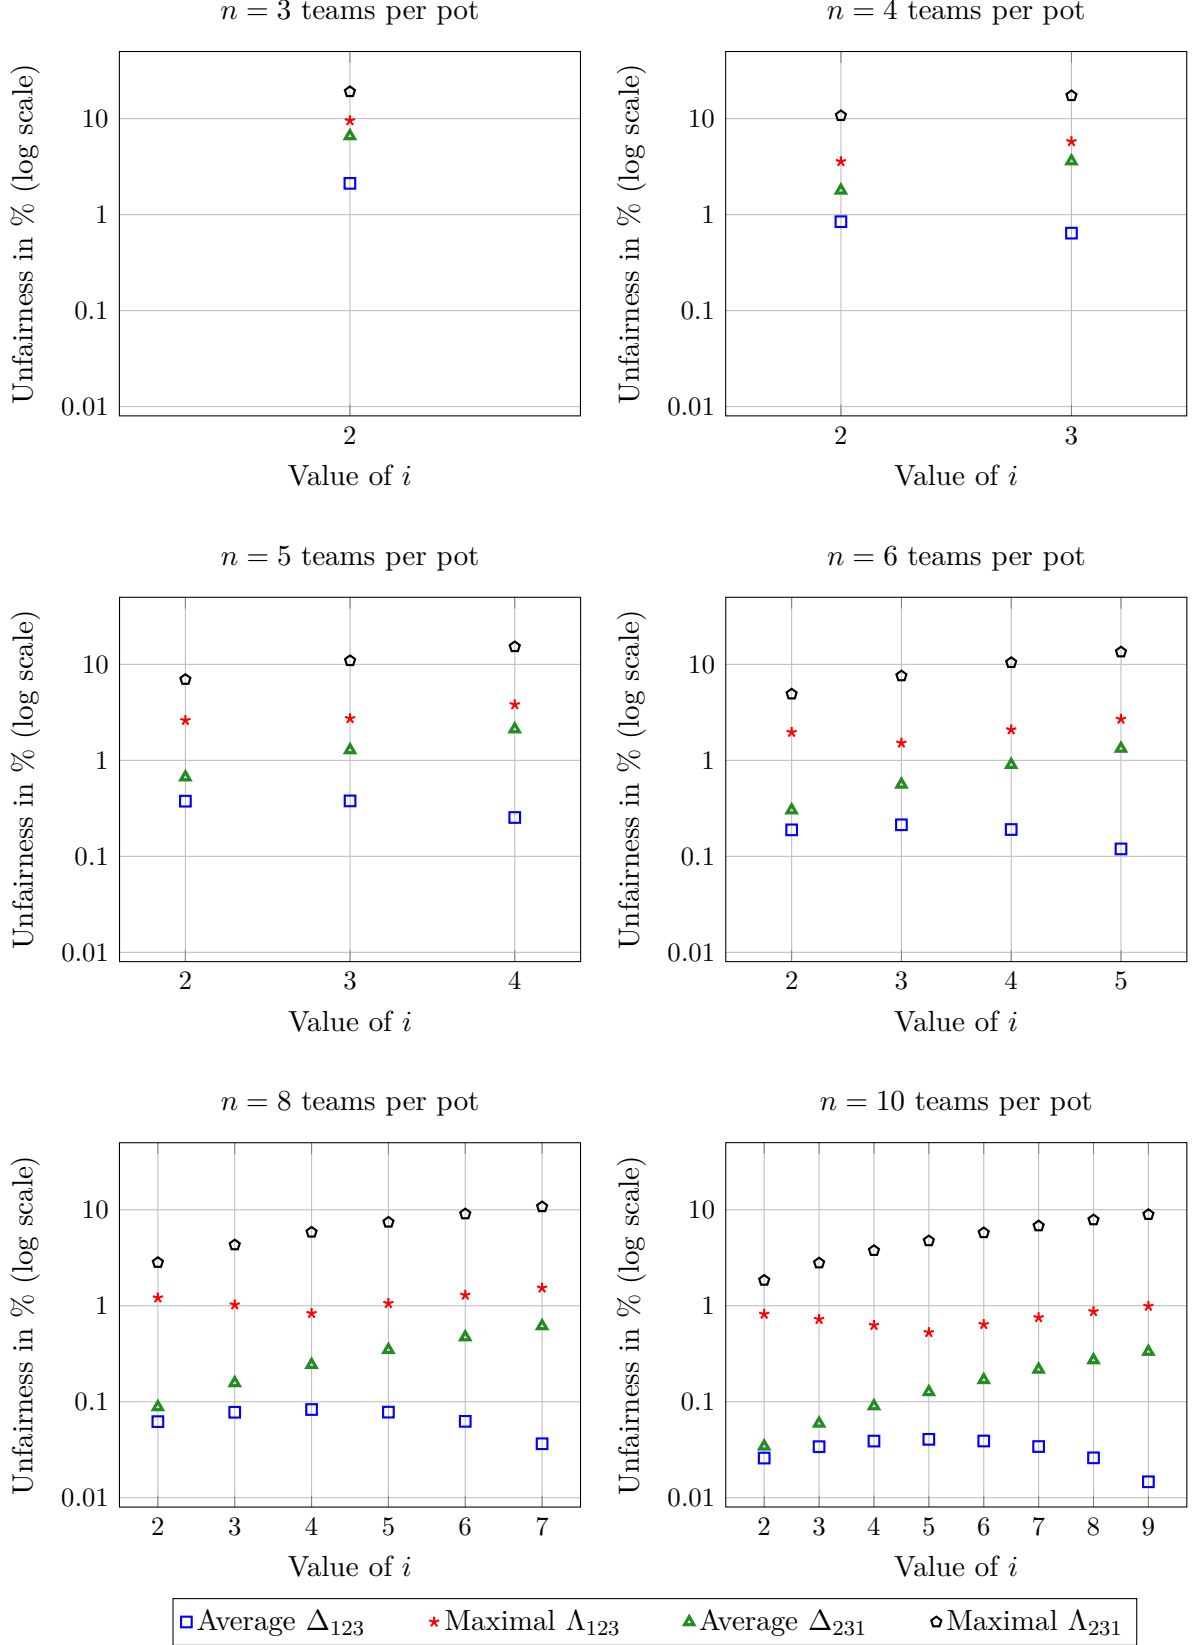 n = 3 teams per pot
n = 4 teams per pot
Unfairness in % (log scale)
10
1
0.1
0.01
2
Value of i
Unfairness in % (log scale)
10
1
0.1
0.01
2 3
Value of i
n = 5 teams per pot
n = 6 teams per pot
Unfairness in % (log scale)
10
1
0.1
0.01
2 3 4
Value of i
Unfairness in % (log scale)
10
1
0.1
0.01
2 3 4 5
Value of i
n = 8 teams per pot
n = 10 teams per pot
Unfairness in % (log scale)
10
1
0.1
0.01
2 3 4 5 6 7
Value of i
Unfairness in % (log scale)
10
1
0.1
0.01
2 3 4 5 6 7 8 9
Value of i
Average Δ₁₂₃ Maximal Λ₁₂₃ Average Δ₂₃₁ Maximal Λ₂₃₁